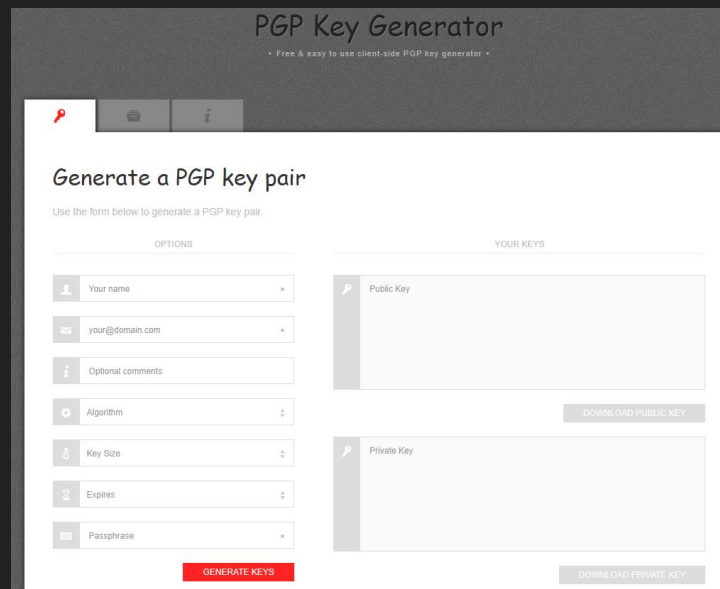 PGP Key Generator
• Free & easy to use client-side PGP key generator •
Generate a PGP key pair
Use the form below to generate a PGP key pair.
OPTIONS
Your name *
your@domain.com *
Optional comments
Algorithm
Key Size
Expires
Passphrase *
GENERATE KEYS
YOUR KEYS
Public Key
DOWNLOAD PUBLIC KEY
Private Key
DOWNLOAD PRIVATE KEY